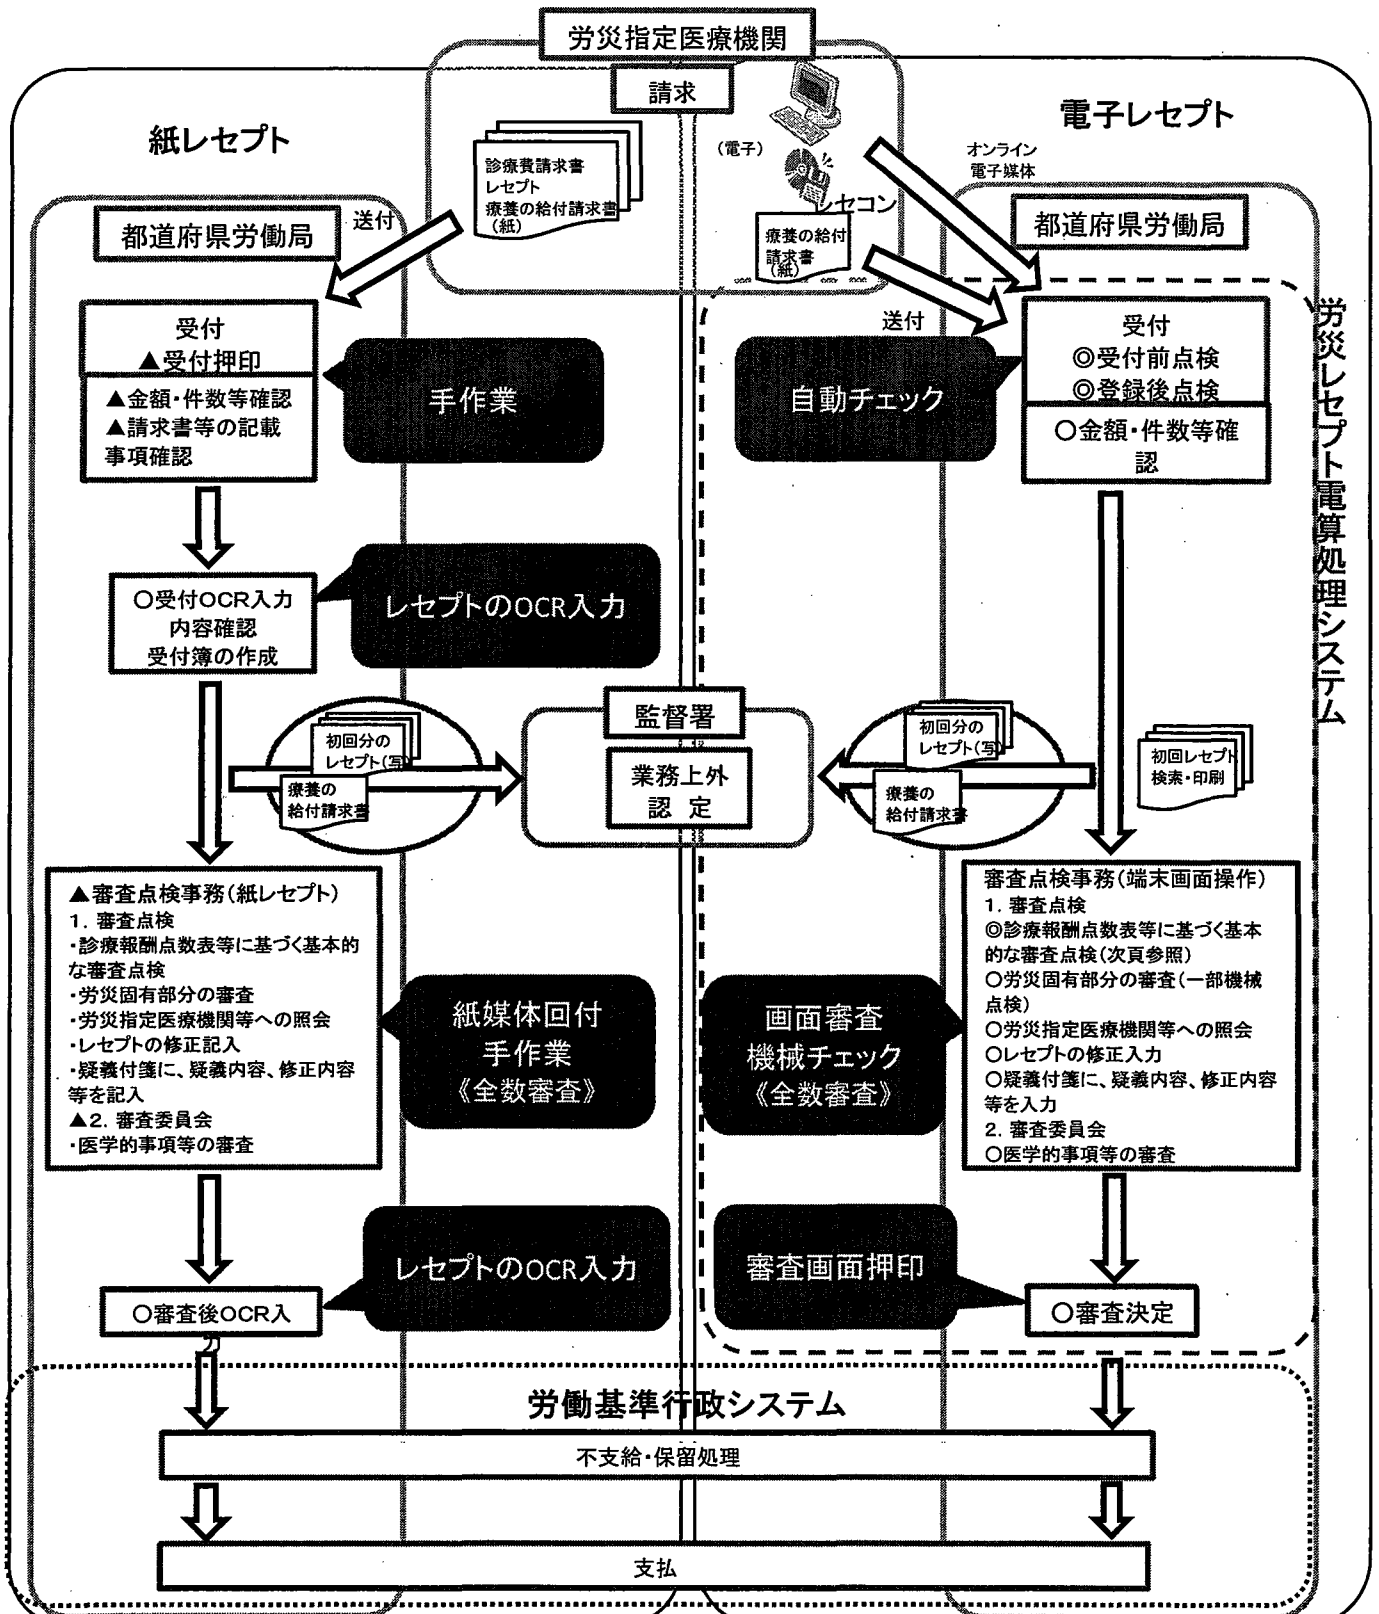 労災指定医療機関
請求
紙レセプト
電子レセプト
診療費請求書
レセプト
療養の給付請求書
(紙)
(電子)
レセコン
療養の給付
請求書
(紙)
オンライン
電子媒体
都道府県労働局
送付
都道府県労働局
送付
受付
▲受付押印
▲金額・件数等確認
▲請求書等の記載
事項確認
手作業
自動チェック
受付
◎受付前点検
◎登録後点検
○金額・件数等確
認
労災レセプト電算処理システム
○受付OCR入力
内容確認
受付簿の作成
レセプトのOCR入力
監督署
業務上外
認 定
初回分の
レセプト(写)
療養の
給付請求書
初回分の
レセプト(写)
療養の
給付請求書
初回レセプト
検索・印刷
▲審査点検事務(紙レセプト)
1. 審査点検
・診療報酬点数表等に基づく基本的
な審査点検
・労災固有部分の審査
・労災指定医療機関等への照会
・レセプトの修正記入
・疑義付箋に、疑義内容、修正内容
等を記入
▲2. 審査委員会
・医学的事項等の審査
紙媒体回付
手作業
《全数審査》
画面審査
機械チェック
《全数審査》
審査点検事務(端末画面操作)
1. 審査点検
◎診療報酬点数表等に基づく基本
的な審査点検(次頁参照)
○労災固有部分の審査(一部機械
点検)
○労災指定医療機関等への照会
○レセプトの修正入力
○疑義付箋に、疑義内容、修正内容
等を入力
2. 審査委員会
○医学的事項等の審査
レセプトのOCR入力
審査画面押印
○審査後OCR入
力
○審査決定
労働基準行政システム
不支給・保留処理
支払